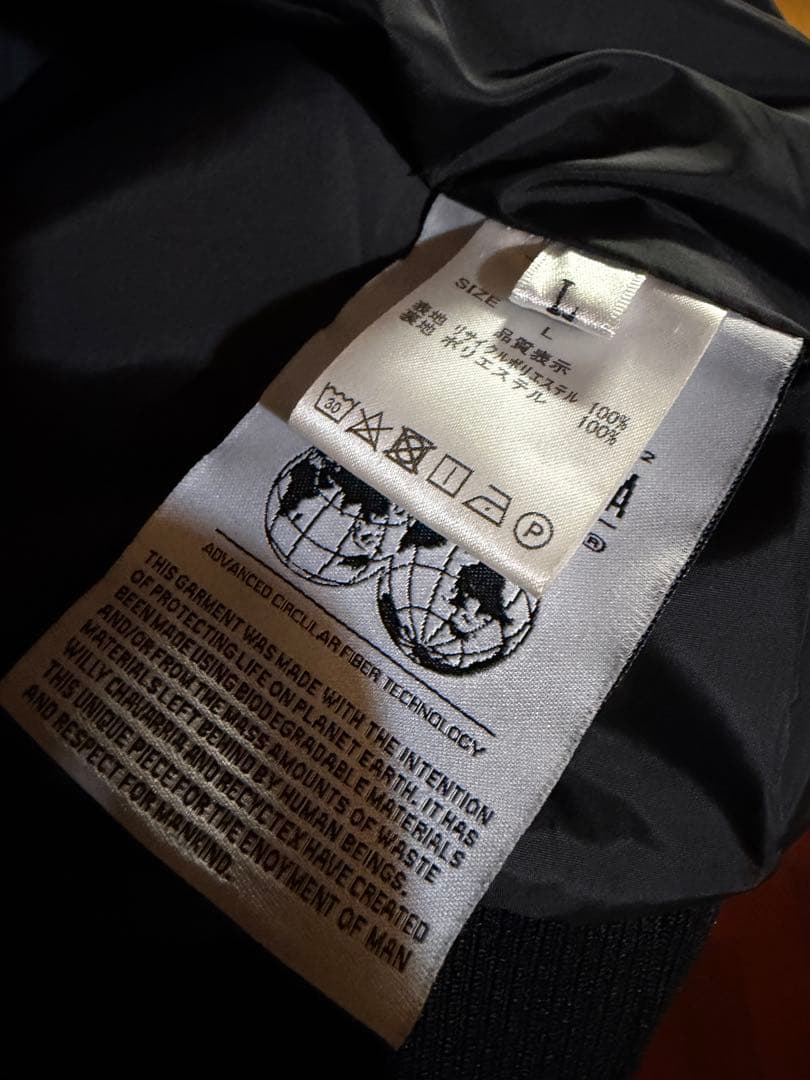 L
SIZE L
品質表示
表地 リサイクルポリエステル 100%
裏地 ポリエステル 100%
30
P
2
A
®
ADVANCED CIRCULAR FIBER TECHNOLOGY
THIS GARMENT WAS MADE WITH THE INTENTION
OF PROTECTING LIFE ON PLANET EARTH. IT HAS
BEEN MADE USING BIODEGRADABLE MATERIALS
AND/OR FROM THE MASS AMOUNTS OF WASTE
MATERIALS LEFT BEHIND BY HUMAN BEINGS.
WILLY CHAVARRIA AND RECYCTEX HAVE CREATED
THIS UNIQUE PIECE FOR THE ENOYMENT OF MAN
AND RESPECT FOR MANKIND.